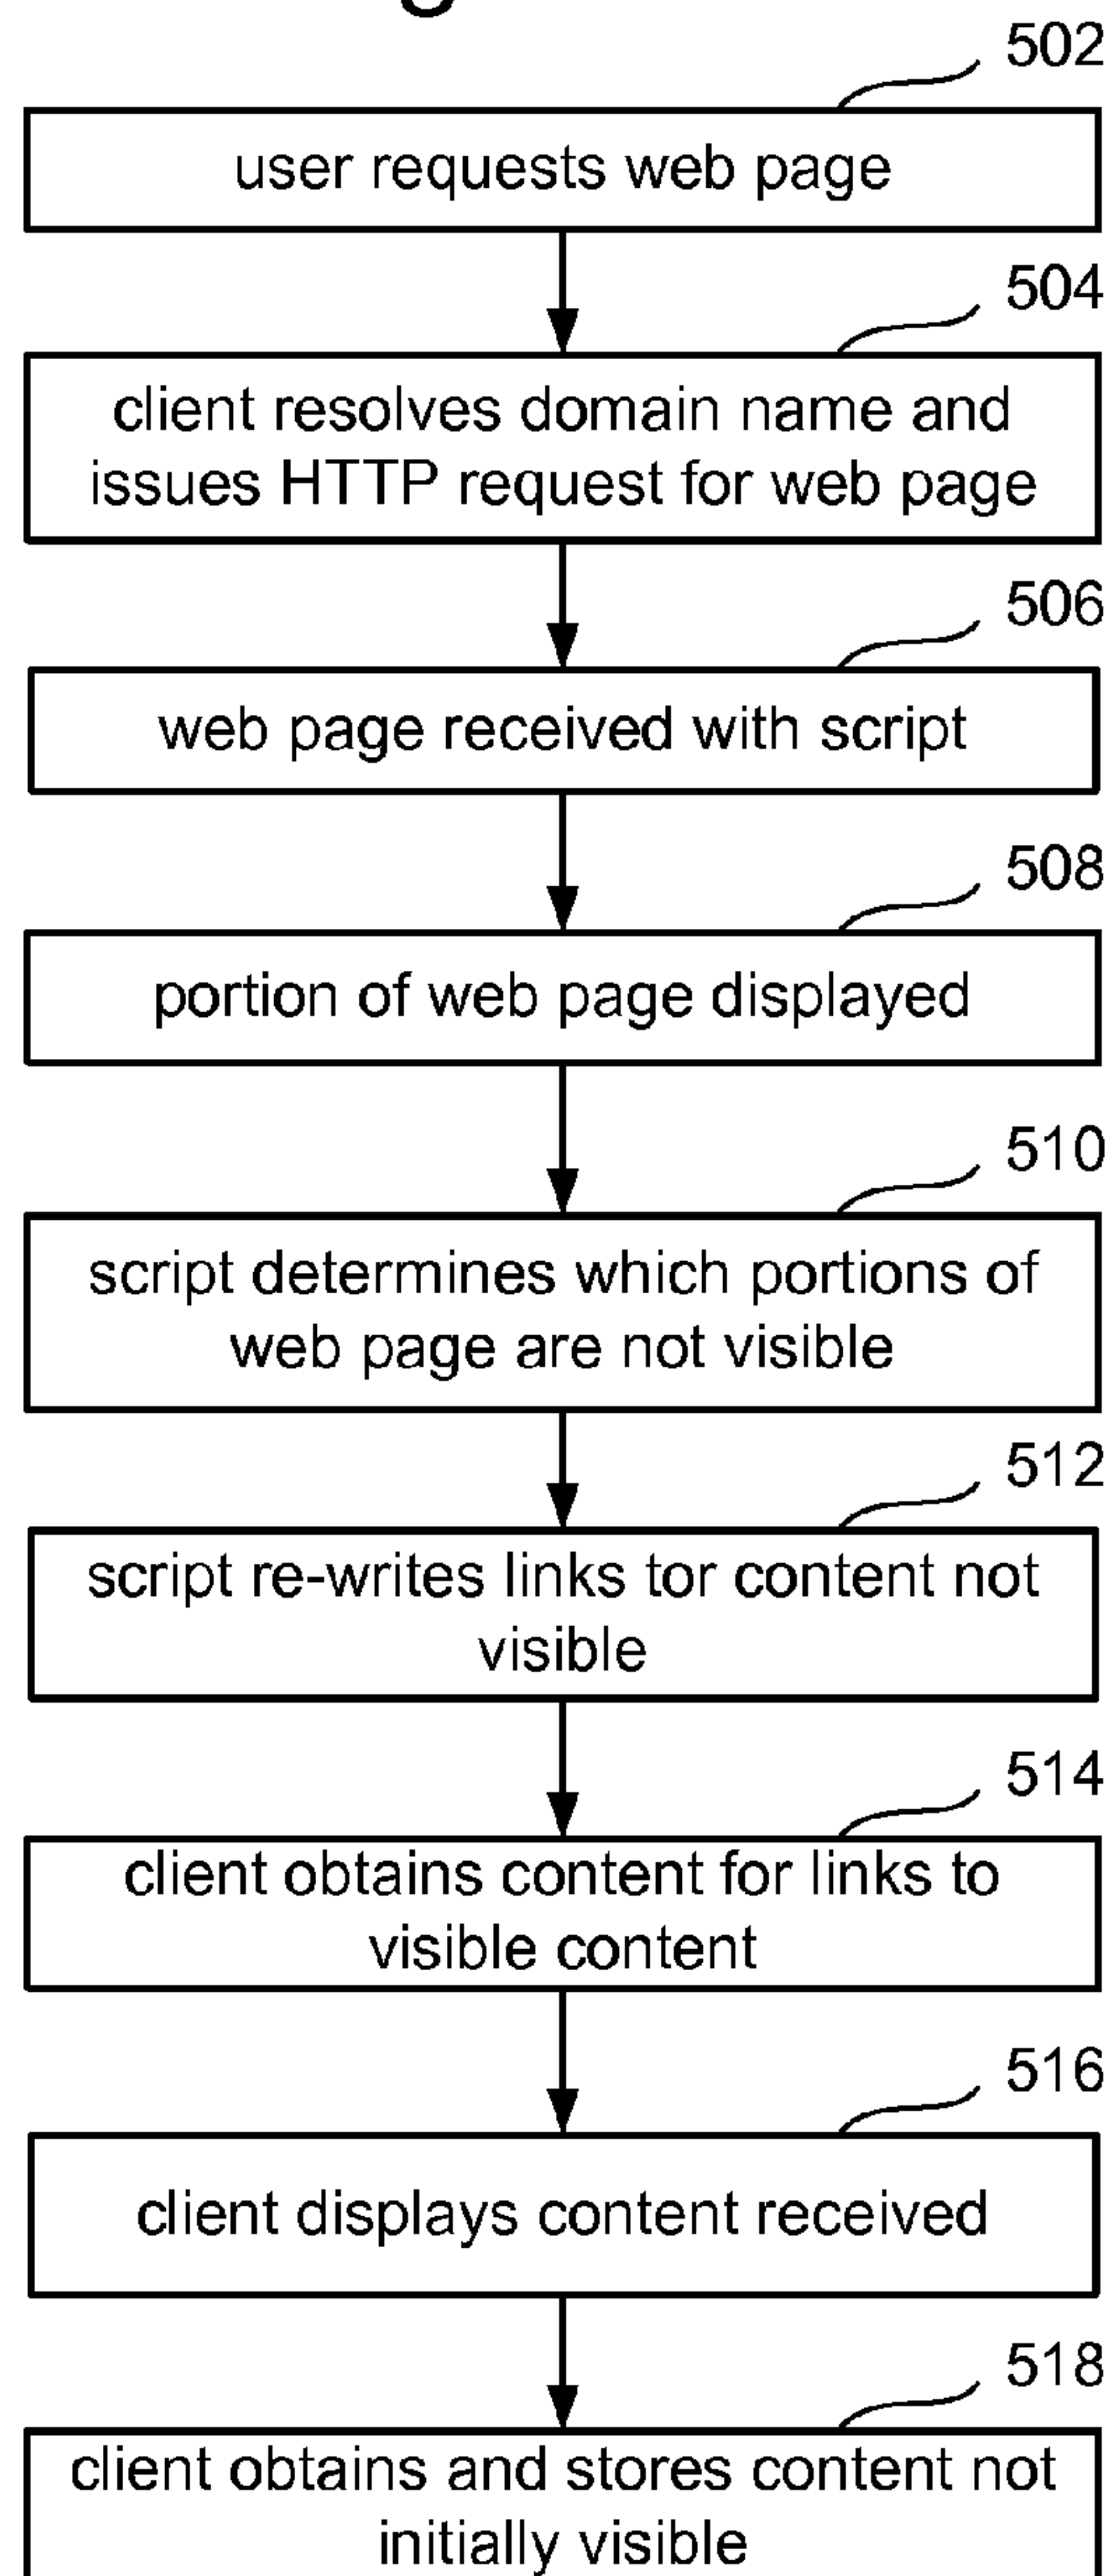 502
user requests web page
504
client resolves domain name and
issues HTTP request for web page
506
web page received with script
508
portion of web page displayed
510
script determines which portions of
web page are not visible
512
script re-writes links tor content not
visible
514
client obtains content for links to
visible content
516
client displays content received
518
client obtains and stores content not
initially visible